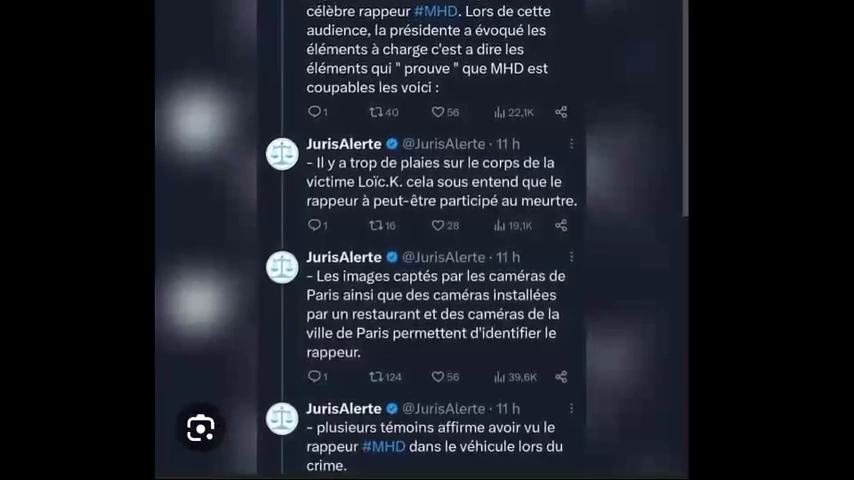 célèbre rappeur #MHD. Lors de cette
audience, la présidente a évoqué les
éléments à charge c'est a dire les
éléments qui " prouve " que MHD est
coupables les voici :
1 40 56 22,1K
JurisAlerte @JurisAlerte · 11 h
- Il y a trop de plaies sur le corps de la
victime Loïc.K. cela sous entend que le
rappeur à peut-être participé au meurtre.
1 16 28 19,1K
JurisAlerte @JurisAlerte · 11 h
- Les images captés par les caméras de
Paris ainsi que des caméras installées
par un restaurant et des caméras de la
ville de Paris permettent d'identifier le
rappeur.
1 124 56 39,6K
JurisAlerte @JurisAlerte · 11 h
- plusieurs témoins affirme avoir vu le
rappeur #MHD dans le véhicule lors du
crime.